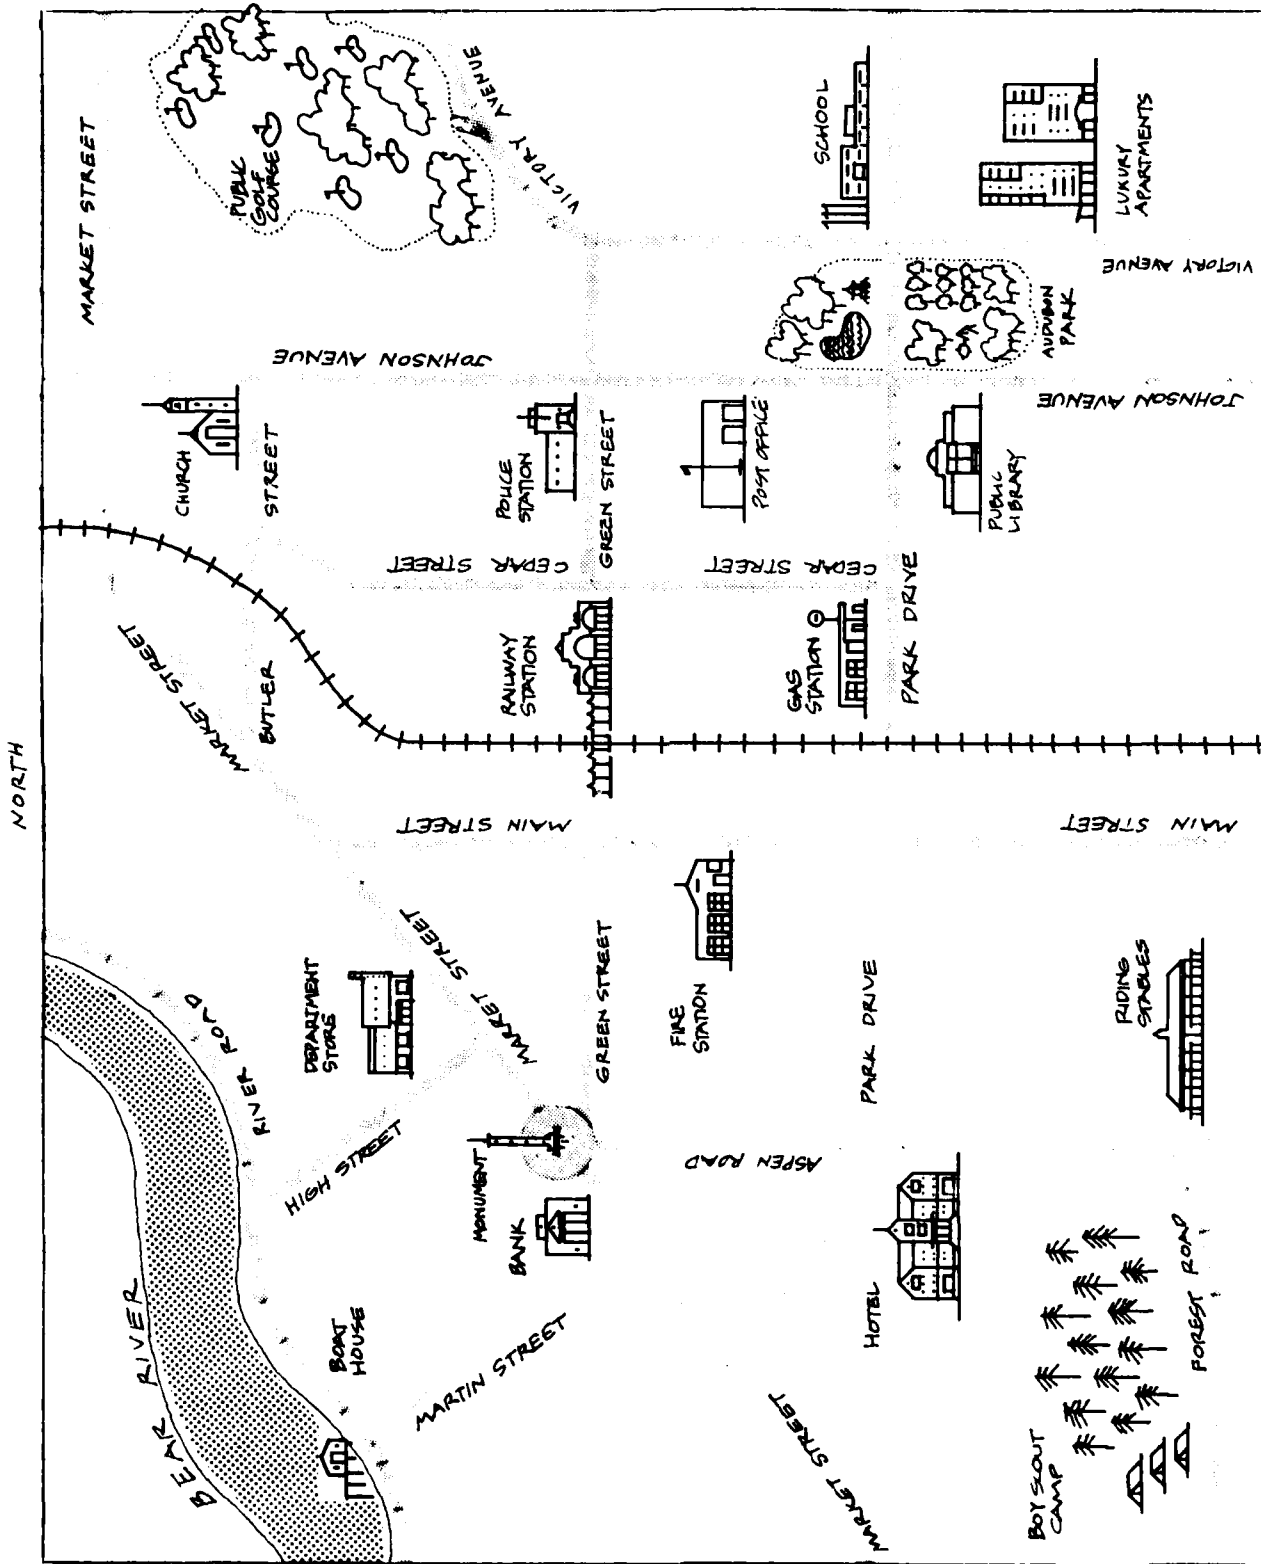 NORTH
BEAR RIVER
RIVER ROAD
MARKET STREET
MARKET STREET
CHURCH
BUTLER
STREET
PUBLIC
GOLF
COURSE
BOAT
HOUSE
HIGH STREET
DEPARTMENT
STORE
JOHNSON AVENUE
MARTIN STREET
MONUMENT
BANK
MARKET STREET
MARKET STREET
MAIN STREET
RAILWAY
STATION
CEDAR STREET
POLICE
STATION
VICTORY AVENUE
VICTORY
GREEN STREET
GREEN STREET
FIRE
STATION
ASPEN ROAD
CEDAR STREET
POST OFFICE
MARKET STREET
HOTEL
PARK DRIVE
GAS
STATION
PARK DRIVE
SCHOOL
PUBLIC
LIBRARY
AUDUBON
PARK
BOY SCOUT
CAMP
FOREST ROAD
RIDING
STABLES
MAIN STREET
JOHNSON AVENUE
VICTORY AVENUE
LUXURY
APARTMENTS